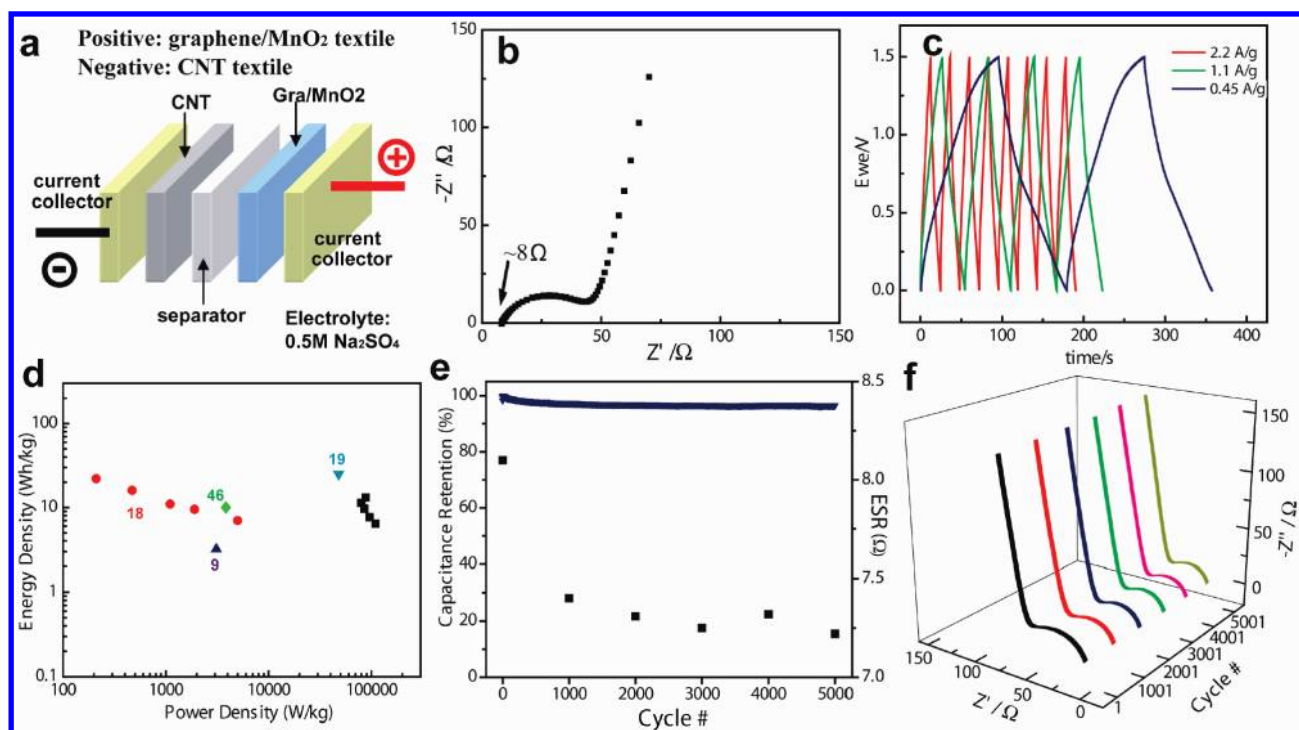 a
Positive: graphene/MnO₂ textile
Negative: CNT textile
CNT
Gra/MnO2
current
collector
current
collector
separator
Electrolyte:
0.5M Na₂SO₄
b
150
100
50
0
-Z''/Ω
~8Ω
0
50
100
150
Z'/Ω
c
2.2 A/g
1.1 A/g
0.45 A/g
1.5
1.0
0.5
0.0
Ewe/V
0
100
200
300
400
time/s
d
100
10
1
0.1
Energy Density (Wh/kg)
18
46
9
19
100
1000
10000
100000
Power Density (W/kg)
e
100
80
60
40
20
0
Capacitance Retention (%)
8.5
8.0
7.5
7.0
ESR (Ω)
0
1000
2000
3000
4000
5000
Cycle #
f
150
100
50
0
-Z''/Ω
150
100
50
0
Z'/Ω
1
1001
2001
3001
4001
5001
Cycle #